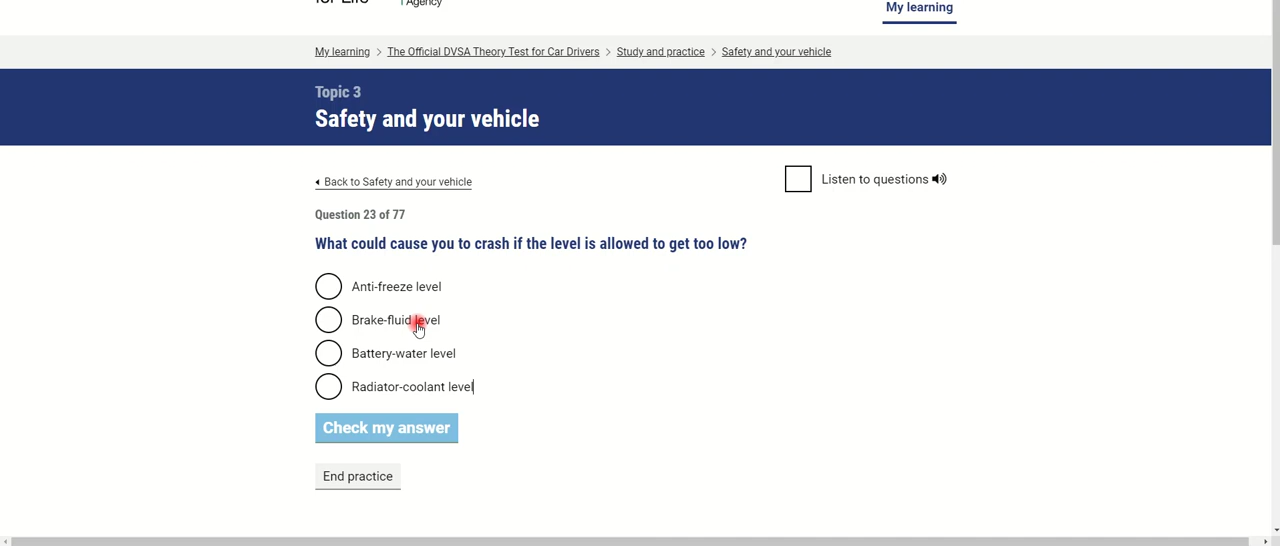 for Life
Agency
My learning
My learning > The Official DVSA Theory Test for Car Drivers > Study and practice > Safety and your vehicle
Topic 3
Safety and your vehicle
Back to Safety and your vehicle
Listen to questions
Question 23 of 77
What could cause you to crash if the level is allowed to get too low?
Anti-freeze level
Brake-fluid level
Battery-water level
Radiator-coolant level
Check my answer
End practice